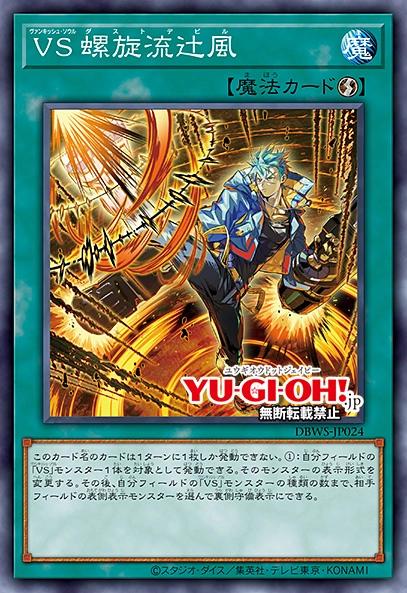 ヴァンキッシュ・ソウル ダストデビル
VS 螺旋流辻風
まほう
【魔法カード】
魔
ユウギオウドットジェイピー
YU-GI-OH!.jp
無断転載禁止
DBWS-JP024
このカード名のカードは1ターンに1枚しか発動できない。①：自分フィールドの
「VS」モンスター1体を対象として発動できる。そのモンスターの表示形式を
変更する。その後、自分フィールドの「VS」モンスターの種類の数まで、相手
フィールドの表側表示モンスターを選んで裏側守備表示にできる。
©スタジオ・ダイス／集英社・テレビ東京・KONAMI